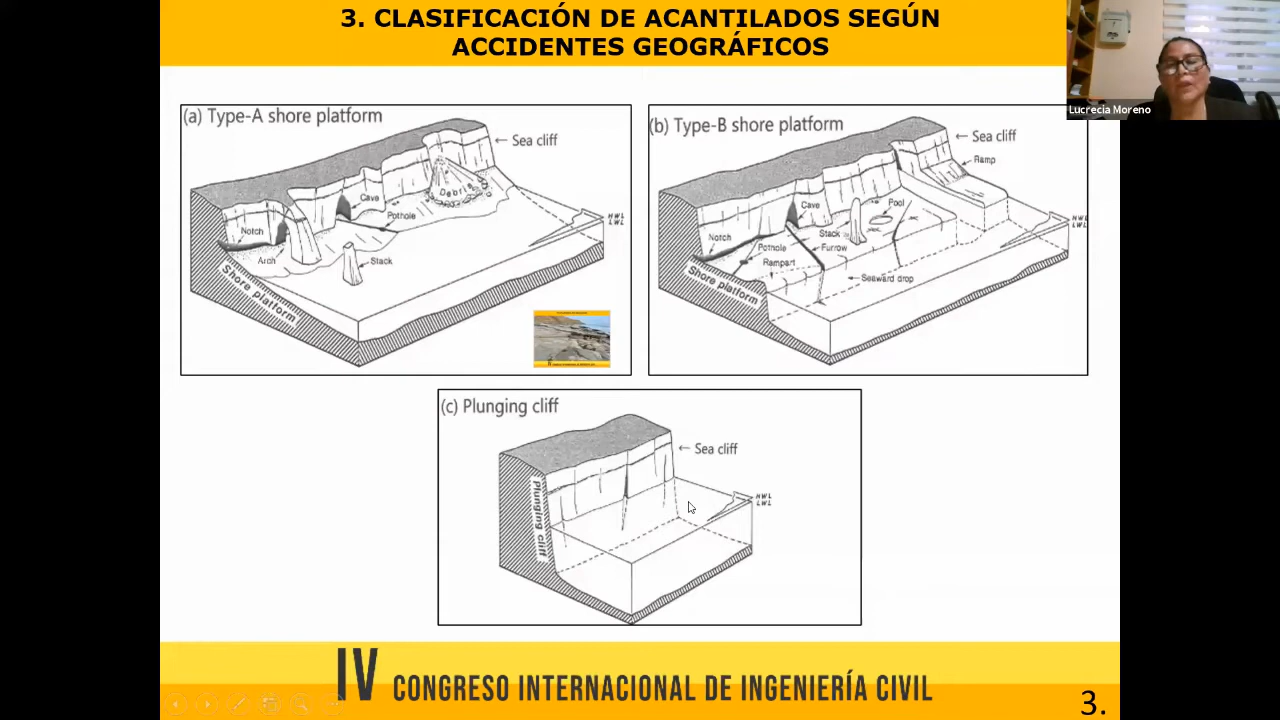 3. CLASIFICACIÓN DE ACANTILADOS SEGÚN
ACCIDENTES GEOGRÁFICOS
Lucrecia Moreno
(a) Type-A shore platform
← Sea cliff
Debris
Cave
Pothole
HWL
LWL
Notch
Arch
Stack
Shore platform
(b) Type-B shore platform
← Sea cliff
Ramp
Cave
Pool
HWL
LWL
Stack
Notch
Pothole
Furrow
Rampart
Seaward drop
Shore platform
(c) Plunging cliff
← Sea cliff
HWL
LWL
Plunging cliff
IV CONGRESO INTERNACIONAL DE INGENIERÍA CIVIL
3.